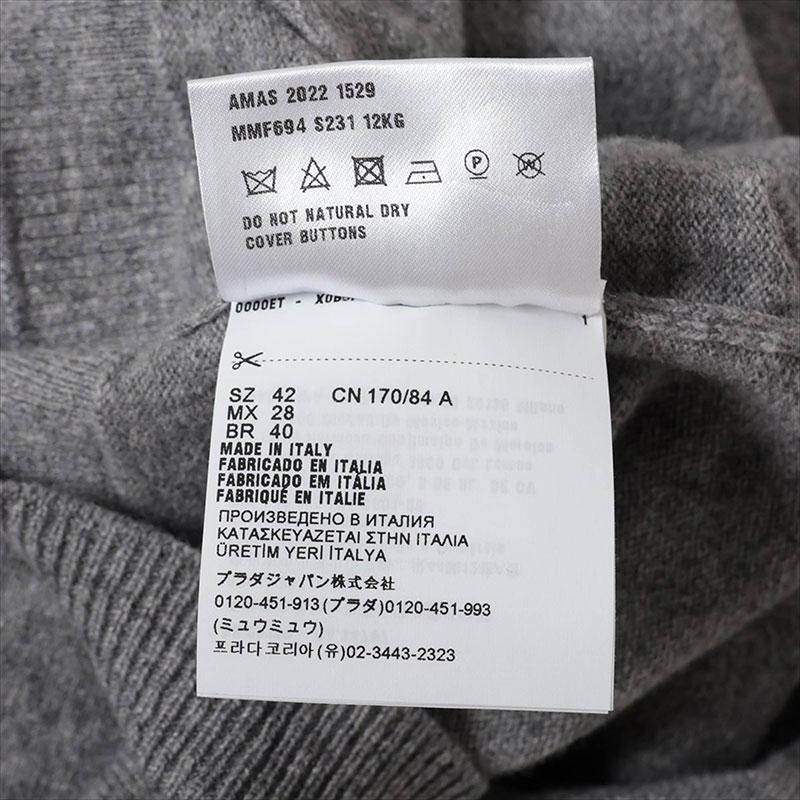 AMAS 2022 1529
MMF694 S231 12KG
P
W
DO NOT NATURAL DRY
COVER BUTTONS
0000ET -
1
SZ 42 CN 170/84 A
MX 28
BR 40
MADE IN ITALY
FABRICADO EN ITALIA
FABRICADO EM ITÁLIA
FABRIQUÉ EN ITALIE
ПРОИЗВЕДЕНО В ИТАЛИЯ
ΚΑΤΑΣΚΕΥΑΖΕΤΑΙ ΣΤΗΝ ΙΤΑΛΙΑ
ÜRETİM YERİ İTALYA
プラダジャパン株式会社
0120-451-913(プラダ)0120-451-993
(ミュウミュウ)
프라다 코리아(유)02-3443-2323